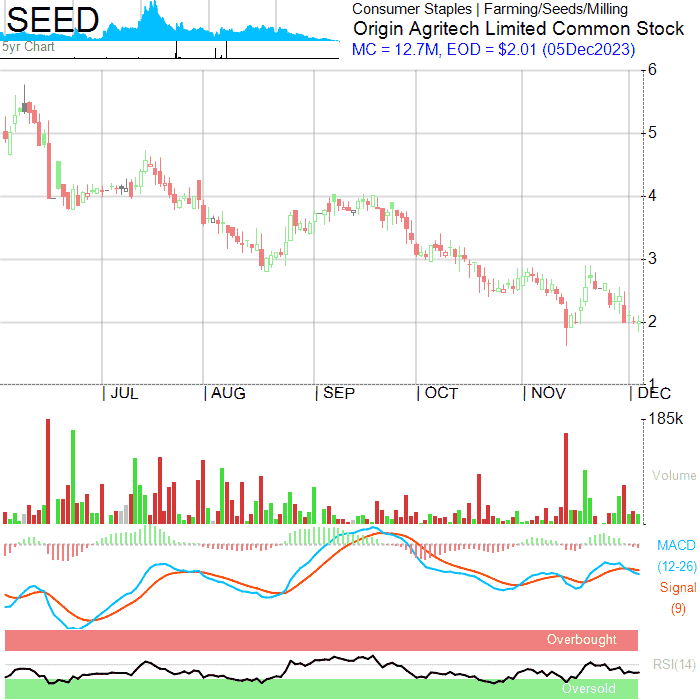 SEED
5yr Chart
Consumer Staples | Farming/Seeds/Milling
Origin Agritech Limited Common Stock
MC = 12.7M, EOD = $2.01 (05Dec2023)
6
5
4
3
2
1
| JUL | AUG | SEP | OCT | NOV | DEC
185k
Volume
MACD
(12-26)
Signal
(9)
Overbought
RSI(14)
Oversold